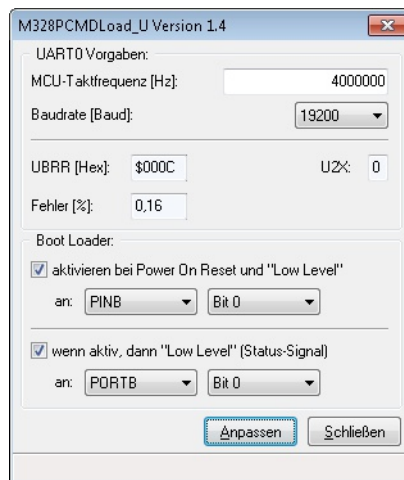 M328PCMDLoad_U Version 1.4
UART0 Vorgaben:
MCU-Taktfrequenz [Hz]: 4000000
Baudrate [Baud]: 19200
UBRR [Hex]: $000C U2X: 0
Fehler [%]: 0,16
Boot Loader:
aktivieren bei Power On Reset und "Low Level"
an: PINB Bit 0
wenn aktiv, dann "Low Level" (Status-Signal)
an: PORTB Bit 0
Anpassen Schließen